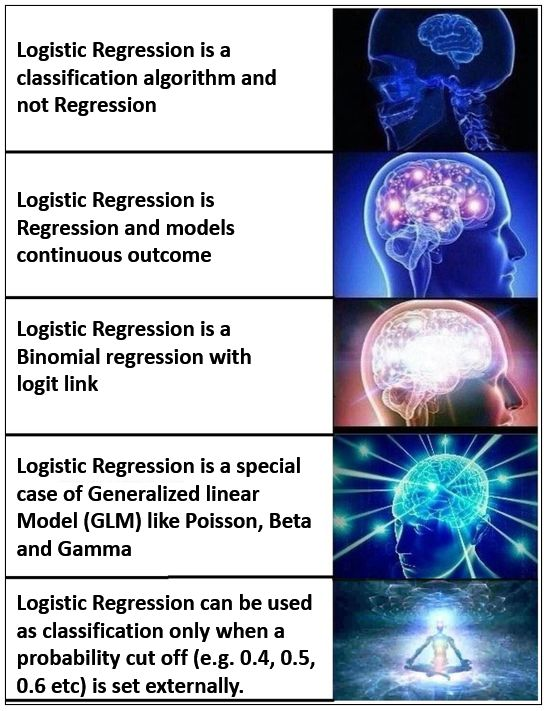 Logistic Regression is a
classification algorithm and
not Regression
Logistic Regression is
Regression and models
continuous outcome
Logistic Regression is a
Binomial regression with
logit link
Logistic Regression is a special
case of Generalized linear
Model (GLM) like Poisson, Beta
and Gamma
Logistic Regression can be used
as classification only when a
probability cut off (e.g. 0.4, 0.5,
0.6 etc) is set externally.